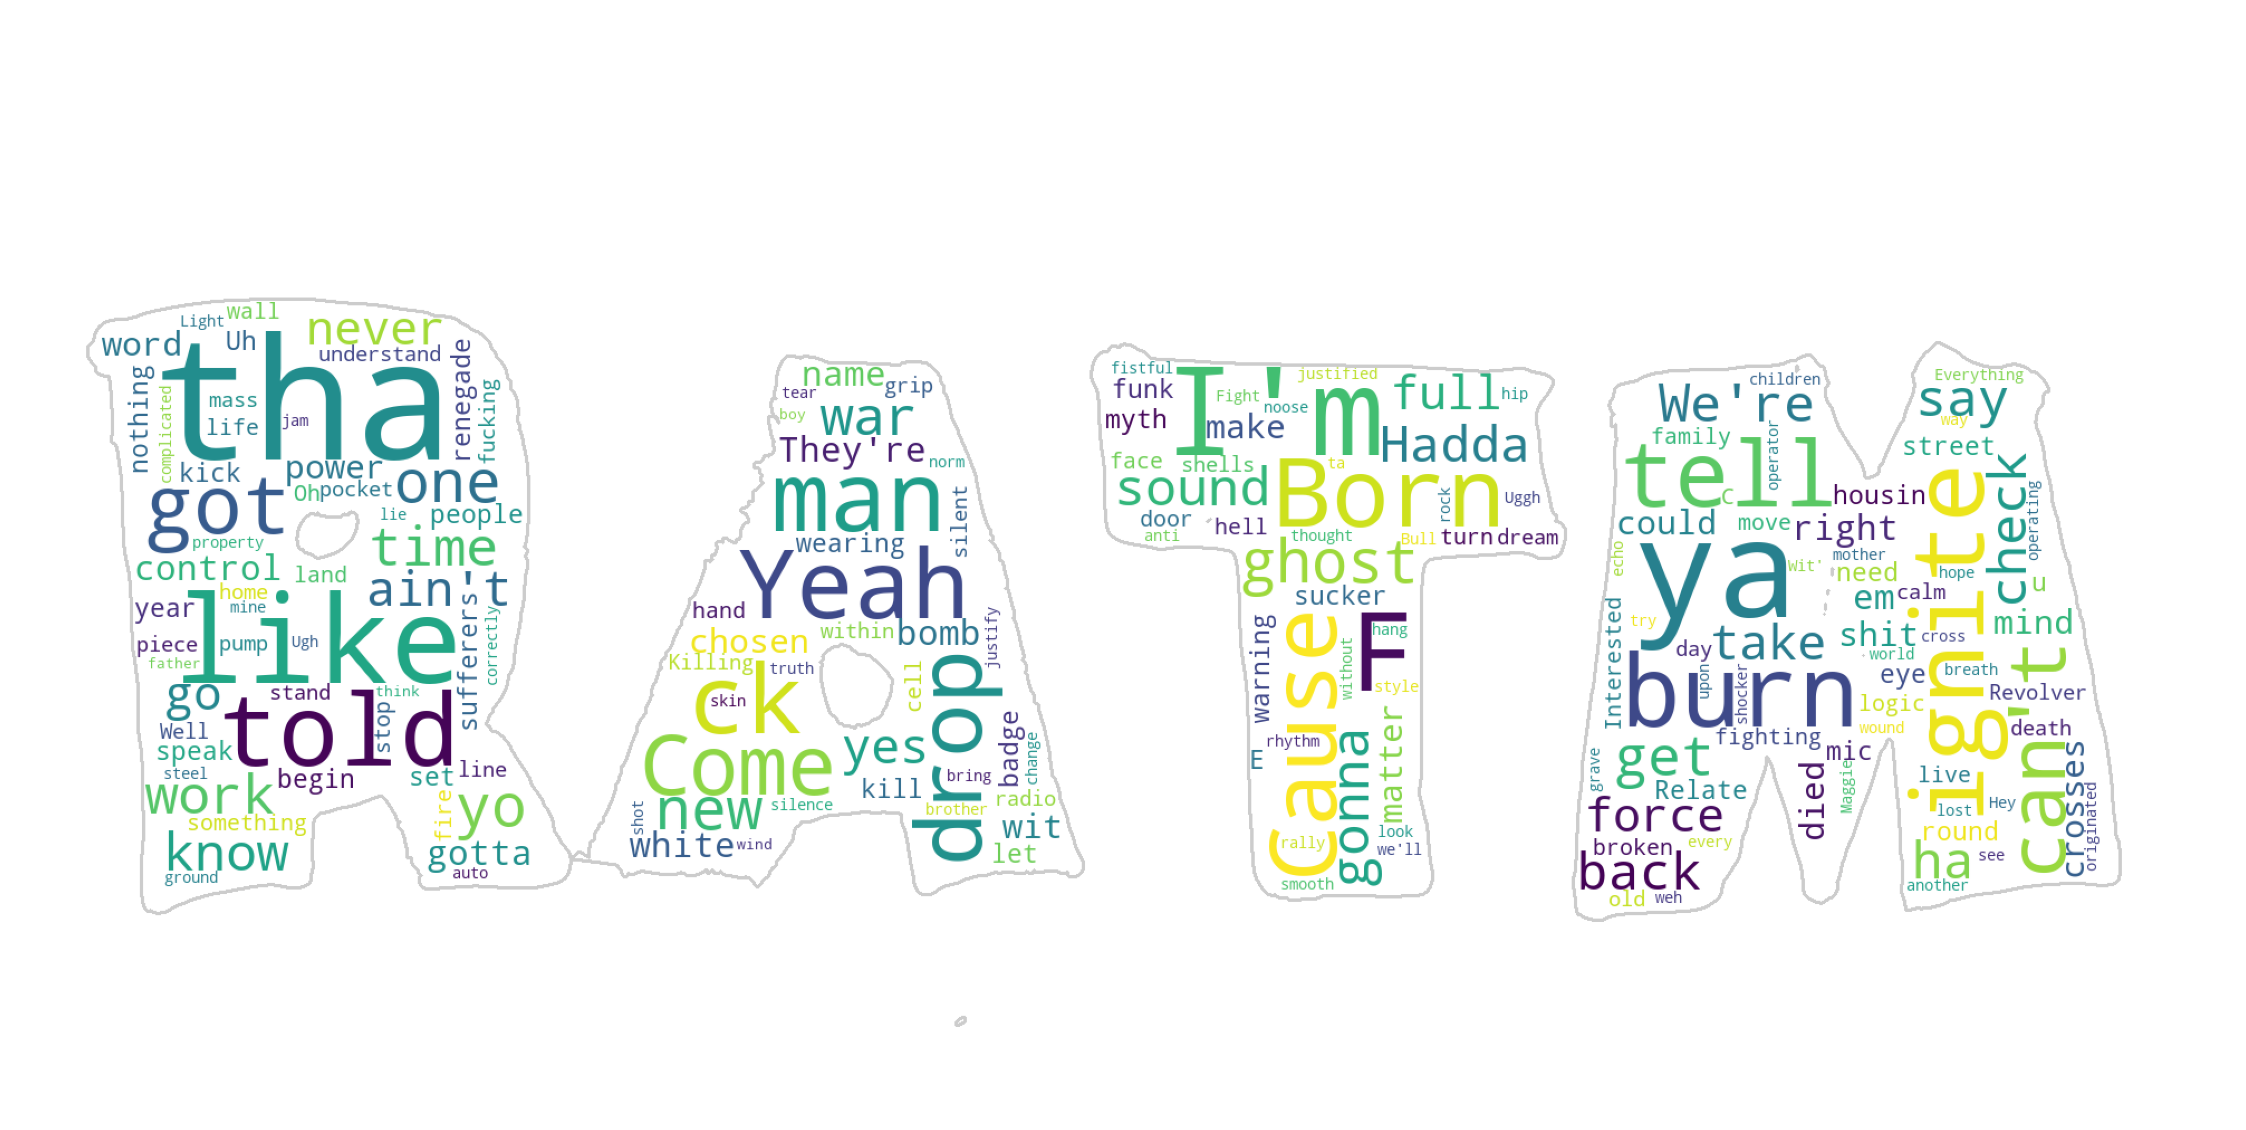 Light wall
word Uh never
understand
tha
nothing
complicated
mass
life
jam
renegade
fucking
kick power
got Oh pocket one
lie people
property time
control land
home ain't
year mine
like
piece pump Ugh
father
sufferers
correctly
go stand think
told
Well stop
speak
steel begin set line
work fire yo
something
know gotta
ground auto
name
tear grip
boy war
They're norm
man
silent
wearing
Yeah
hand
chosen within bomb
justify
Killing truth cell
ck skin
drop
Come yes
badge
change
bring
kill
new silence brother radio
shot
white wind wit
let
fistful I'm justified full
funk Fight noose hip
myth make Hadda
face shells ta
sound Born
rock
Uggh
door hell thought Bull turn dream
anti
ghost
sucker
warning
Cause
without
F hang
style
rhythm
E
gonna
matter
rally look
we'll
smooth
We're children
Everything
say
way
family
operator
street
tell C
housin
ignite
check
operating
could move right
echo
ya Wit' mother
need hope u
em calm
Interested
try
day take shit cross mind
world
burn
upon
shocker
eye breath
logic Revolver
wound death
fighting mic
can't
crosses
originated
get
grave
Relate
died
Maggie
live
lost Hey
force round
broken every ha see
back another
old weh